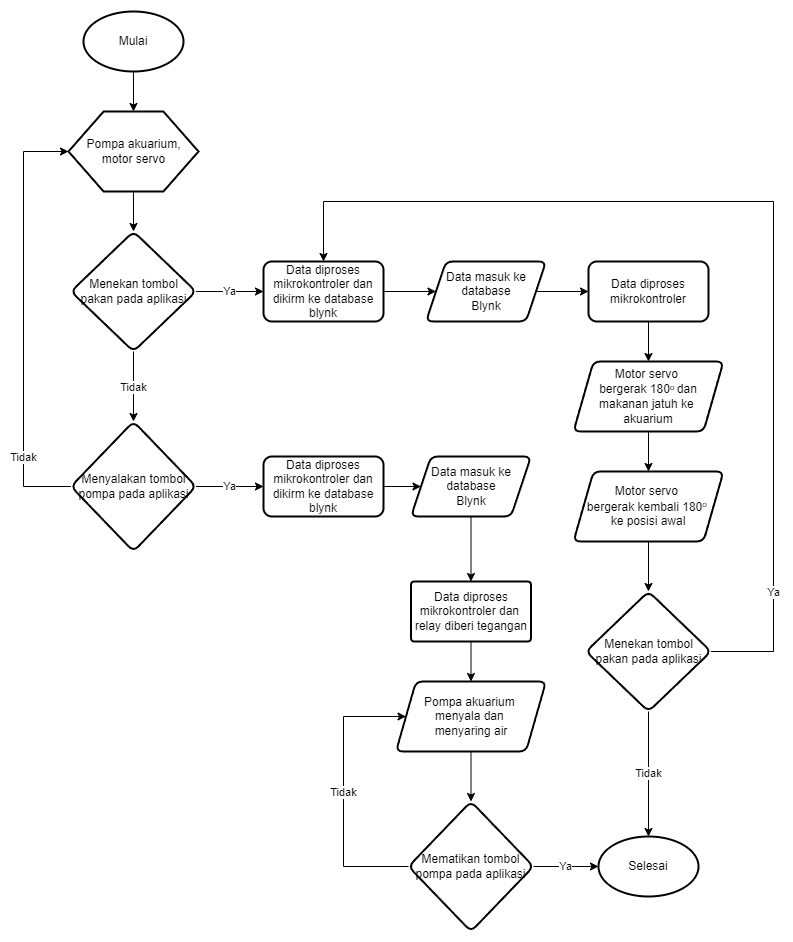 Mulai
Pompa akuarium,
motor servo
Menekan tombol
pakan pada aplikasi
Ya
Data diproses
mikrokontroler dan
dikirm ke database
blynk
Data masuk ke
database
Blynk
Data diproses
mikrokontroler
Motor servo
bergerak 180° dan
makanan jatuh ke
akuarium
Motor servo
bergerak kembali 180°
ke posisi awal
Menekan tombol
pakan pada aplikasi
Ya
Tidak
Tidak
Menyalakan tombol
pompa pada aplikasi
Tidak
Ya
Data diproses
mikrokontroler dan
dikirm ke database
blynk
Data masuk ke
database
Blynk
Data diproses
mikrokontroler dan
relay diberi tegangan
Pompa akuarium
menyala dan
menyaring air
Tidak
Mematikan tombol
pompa pada aplikasi
Ya
Selesai